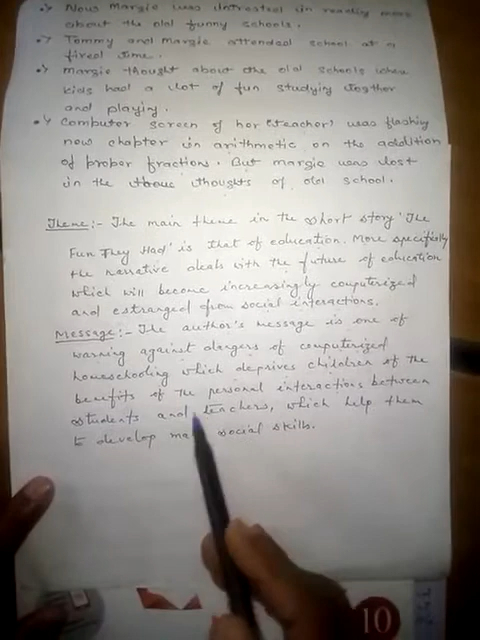 • Now Margie was intrested in reading more
about the old funny schools.
• Tommy and Margie attended school at a
fixed time.
• Margie thought about the old schools when
kids had a lot of fun studying together
and playing.
• Computer screen of her 'teacher' was flashing
new chapter in arithmetic on the addition
of proper fractions. But margie was lost
in the thoughts of old school.
Theme:- The main theme in the short story 'The
Fun They Had' is that of education. More specifially
the narrative deals with the future of education
which will become increasingly computerized
and estranged from social interactions.
Message:- The author's message is one of
warning against dangers of computerized
homeschooling which deprives children of the
benefits of the personal interactions between
students and teachers, which help them
to develop social skills.
10